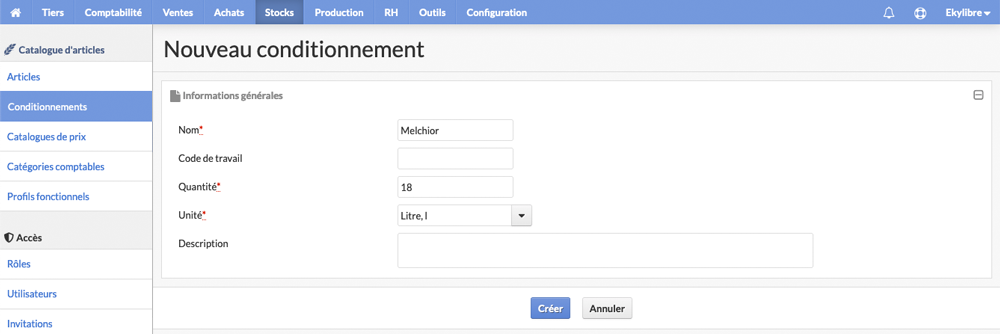 Tiers Comptabilité Ventes Achats Stocks Production RH Outils Configuration Ekylibre
Catalogue d'articles
Articles
Conditionnements
Catalogues de prix
Catégories comptables
Profils fonctionnels
Accès
Rôles
Utilisateurs
Invitations
Nouveau conditionnement
Informations générales
Nom* Melchior
Code de travail
Quantité* 18
Unité* Litre, l
Description
Créer Annuler